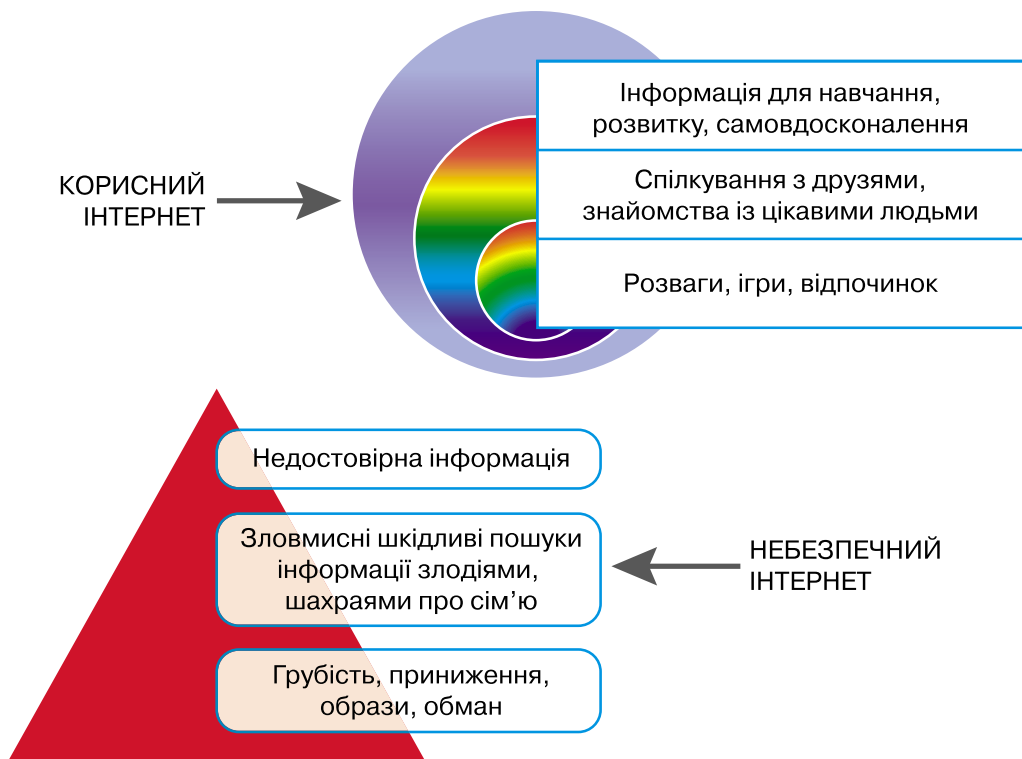 КОРИСНИЙ
ІНТЕРНЕТ
Інформація для навчання,
розвитку, самовдосконалення
Спілкування з друзями,
знайомства із цікавими людьми
Розваги, ігри, відпочинок
Недостовірна інформація
Зловмисні шкідливі пошуки
інформації злодіями,
шахраями про сім’ю
Грубість, приниження,
образи, обман
НЕБЕЗПЕЧНИЙ
ІНТЕРНЕТ